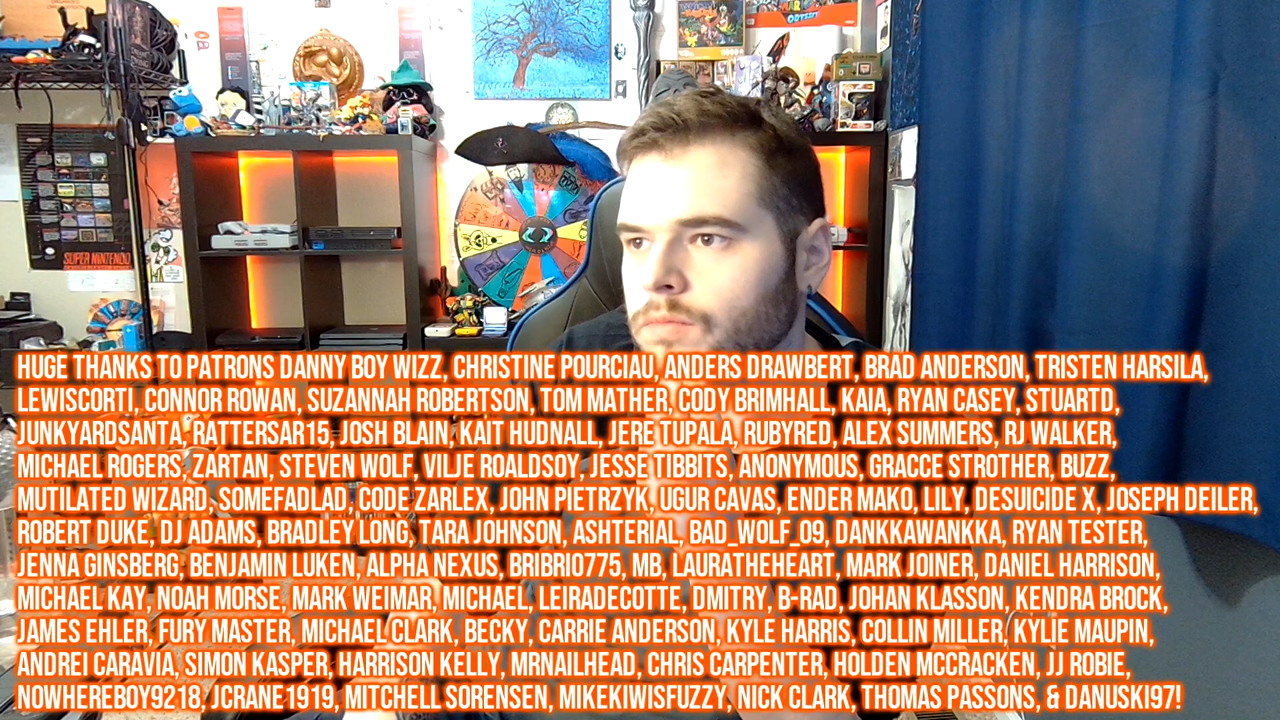 ODYSSEY
SUPER NINTENDO
HUGE THANKS TO PATRONS DANNY BOY WIZZ, CHRISTINE POURCIAU, ANDERS DRAWBERT, BRAD ANDERSON, TRISTEN HARSILA,
LEWISCORTI, CONNOR ROWAN, SUZANNAH ROBERTSON, TOM MATHER, CODY BRIMHALL, KAIA, RYAN CASEY, STUARTD,
JUNKYARDSANTA, RATTERSAR15, JOSH BLAIN, KAIT HUDNALL, JERE TUPALA, RUBYRED, ALEX SUMMERS, RJ WALKER,
MICHAEL ROGERS, ZARTAN, STEVEN WOLF, VILJE ROALDSOY, JESSE TIBBITS, ANONYMOUS, GRACCE STROTHER, BUZZ,
MUTILATED WIZARD, SOMEFADLAD, CODE ZARLEX, JOHN PIETRZYK, UGUR CAVAS, ENDER MAKO, LILY, DESUICIDE X, JOSEPH DEILER,
ROBERT DUKE, DJ ADAMS, BRADLEY LONG, TARA JOHNSON, ASHTERIAL, BAD_WOLF_09, DANKKAWANKKA, RYAN TESTER,
JENNA GINSBERG, BENJAMIN LUKEN, ALPHA NEXUS, BRIBRI0775, MB, LAURATHEHEART, MARK JOINER, DANIEL HARRISON,
MICHAEL KAY, NOAH MORSE, MARK WEIMAR, MICHAEL, LEIRADECOTTE, DMITRY, B-RAD, JOHAN KLASSON, KENDRA BROCK,
JAMES EHLER, FURY MASTER, MICHAEL CLARK, BECKY, CARRIE ANDERSON, KYLE HARRIS, COLLIN MILLER, KYLIE MAUPIN,
ANDREI CARAVIA, SIMON KASPER, HARRISON KELLY, MRNAILHEAD, CHRIS CARPENTER, HOLDEN MCCRACKEN, JJ ROBIE,
NOWHEREBOY9218, JCRANE1919, MITCHELL SORENSEN, MIKEKIWISFUZZY, NICK CLARK, THOMAS PASSONS, & DANUSKI97!